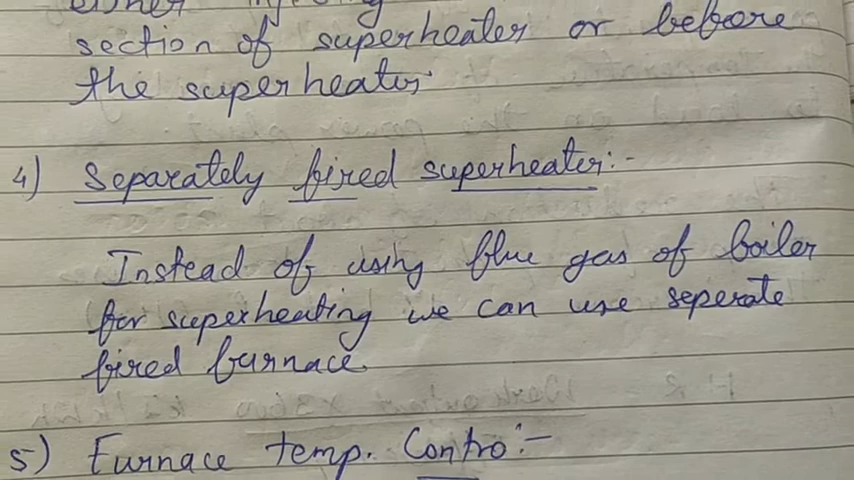 section of superheater or before
the superheater
4) Separately fired superheater:-
Instead of using flue gas of boiler
for superheating we can use seperate
fired furnace
5) Furnace temp. Contro:-